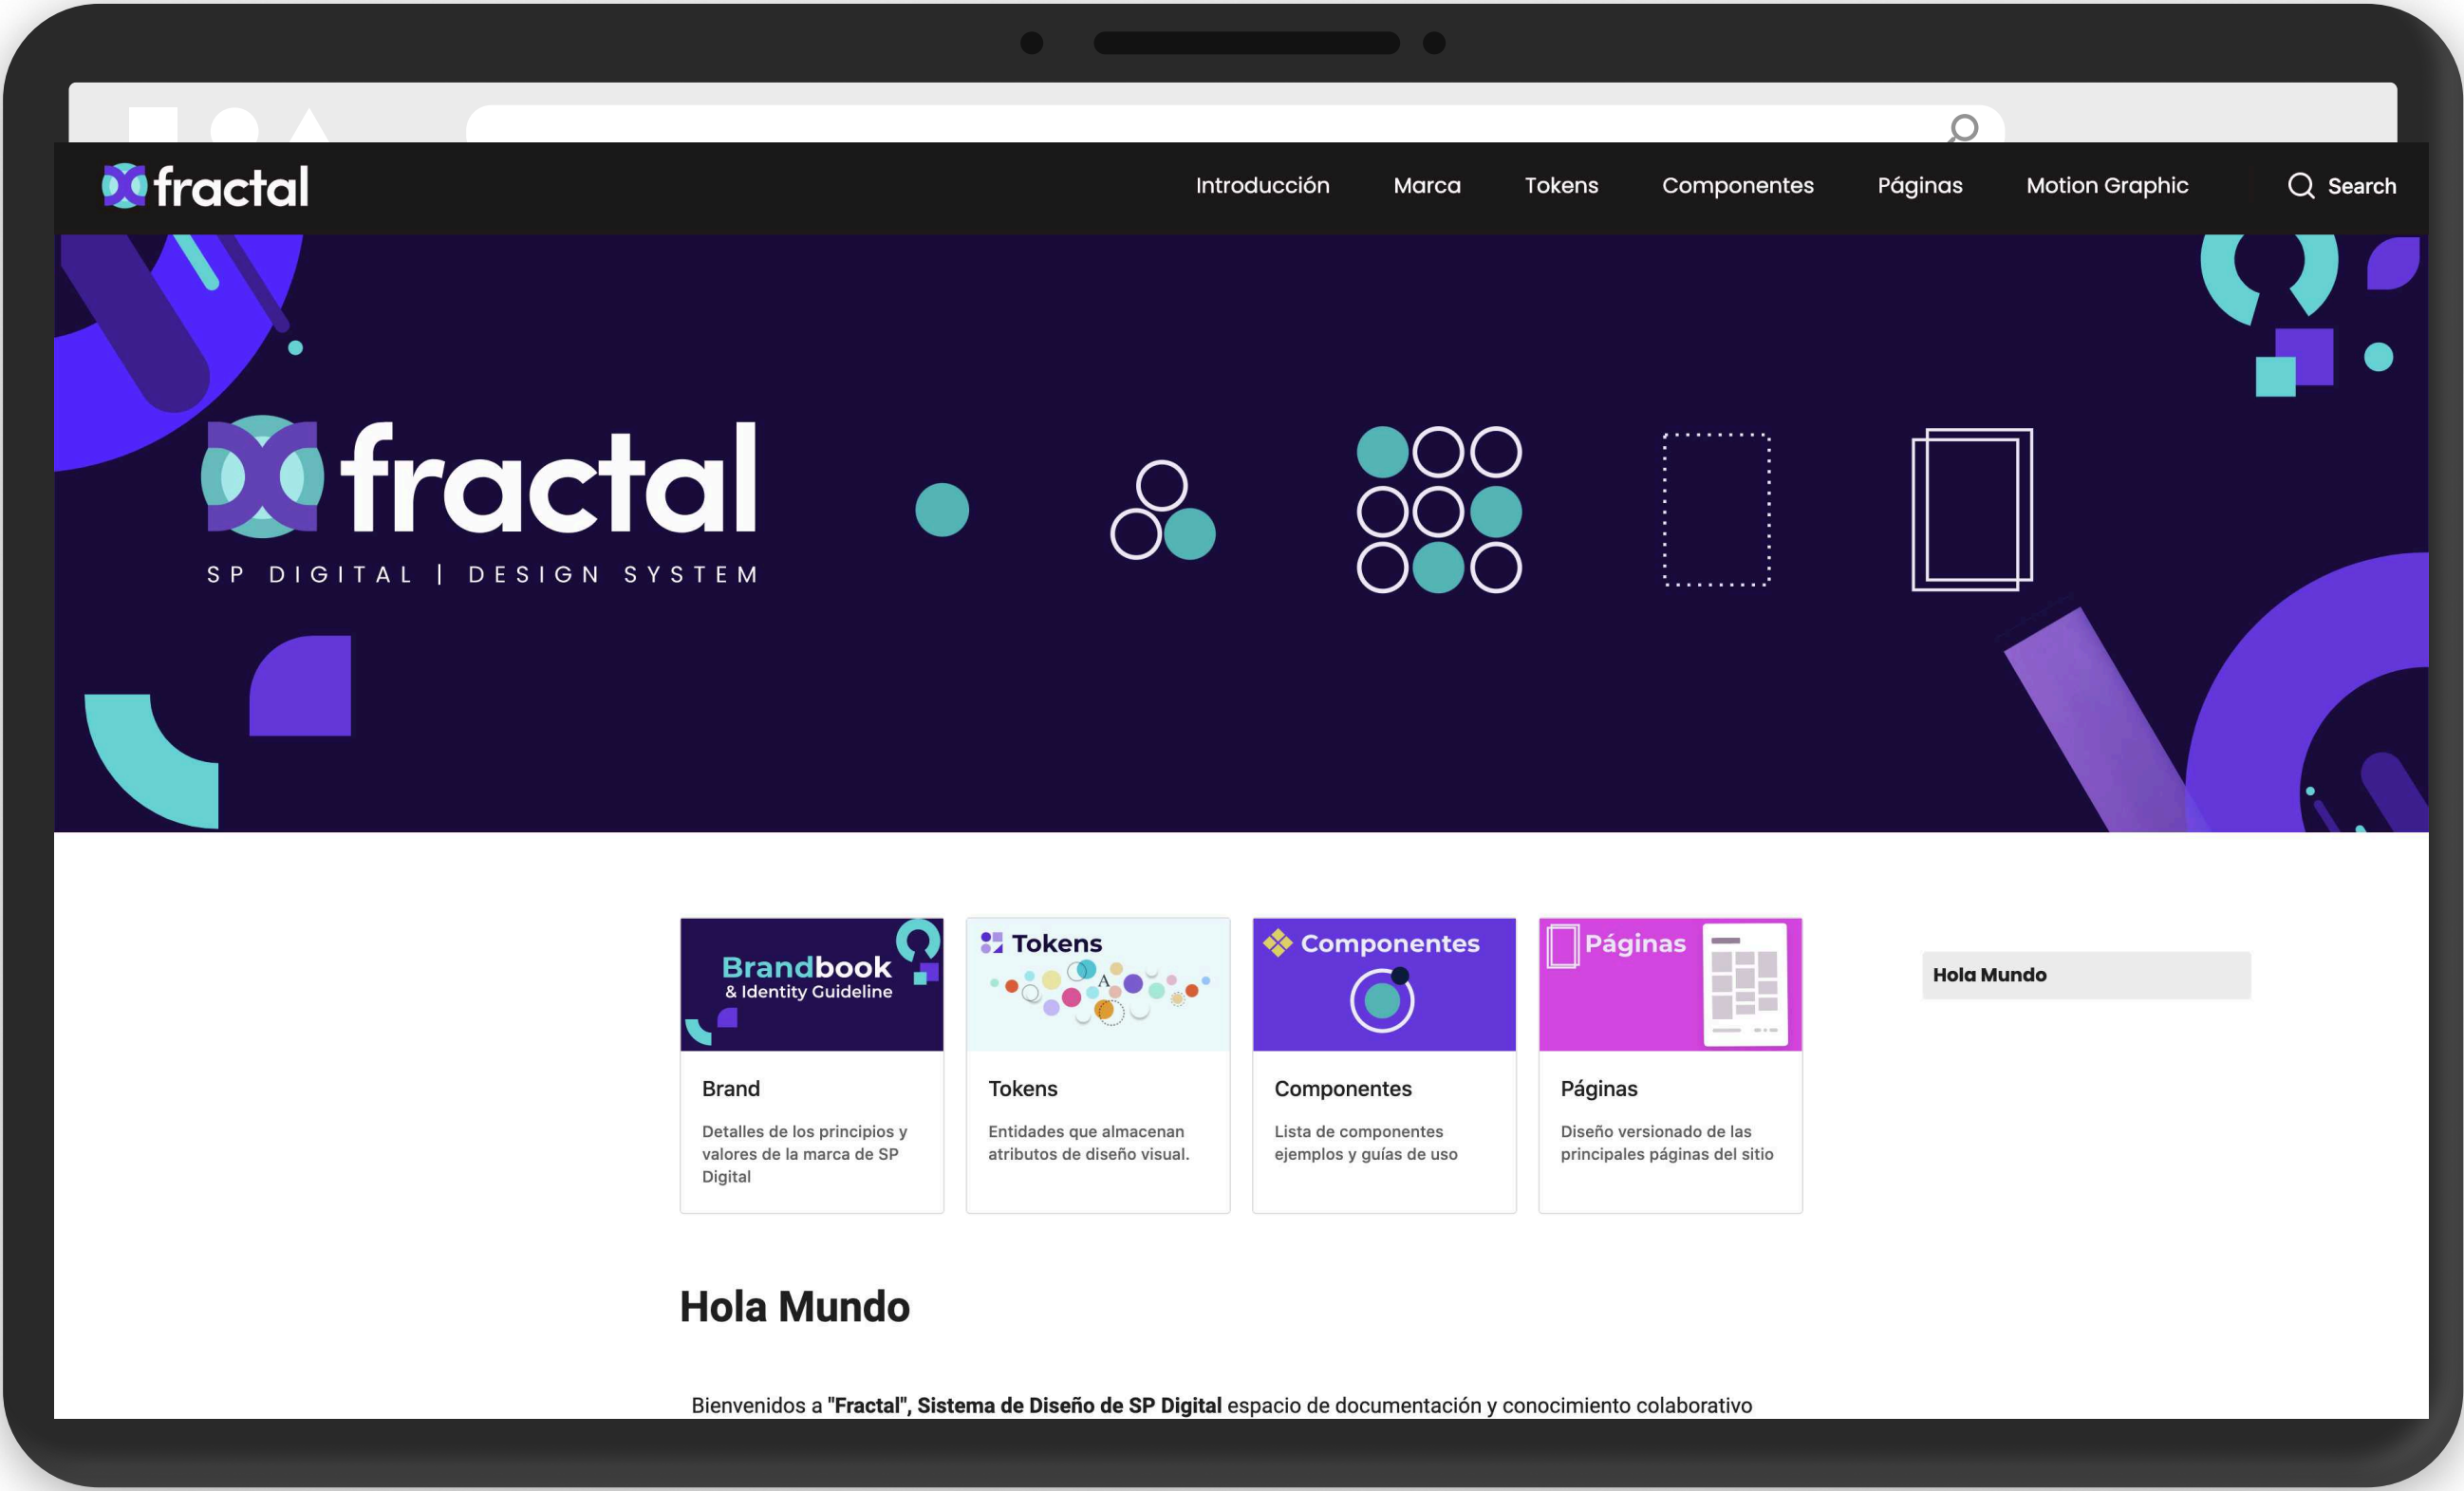 fractal
Introducción Marca Tokens Componentes Páginas Motion Graphic Search
fractal
SP DIGITAL | DESIGN SYSTEM
Brandbook
& Identity Guideline
Tokens
A
Componentes
Páginas
Brand
Detalles de los principios y
valores de la marca de SP
Digital
Tokens
Entidades que almacenan
atributos de diseño visual.
Componentes
Lista de componentes
ejemplos y guías de uso
Páginas
Diseño versionado de las
principales páginas del sitio
Hola Mundo
Hola Mundo
Bienvenidos a "Fractal", Sistema de Diseño de SP Digital espacio de documentación y conocimiento colaborativo